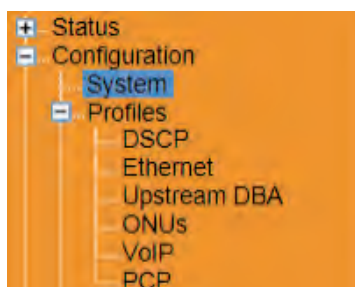 Status
Configuration
System
Profiles
DSCP
Ethernet
Upstream DBA
ONUs
VoIP
PCP